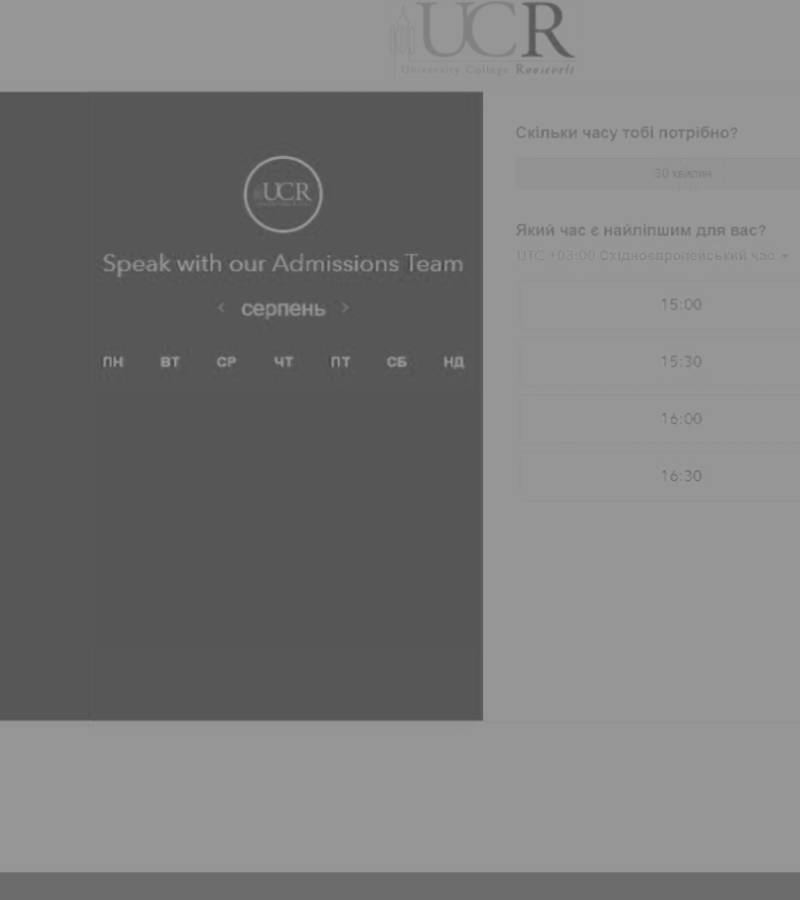 UCR
University College Roosevelt
UCR
Speak with our Admissions Team
< серпень >
ПН ВТ СР ЧТ ПТ СБ НД
Скільки часу тобі потрібно?
30 хвилин
Який час є найліпшим для вас?
UTC +03:00 Східноєвропейський час
15:00
15:30
16:00
16:30